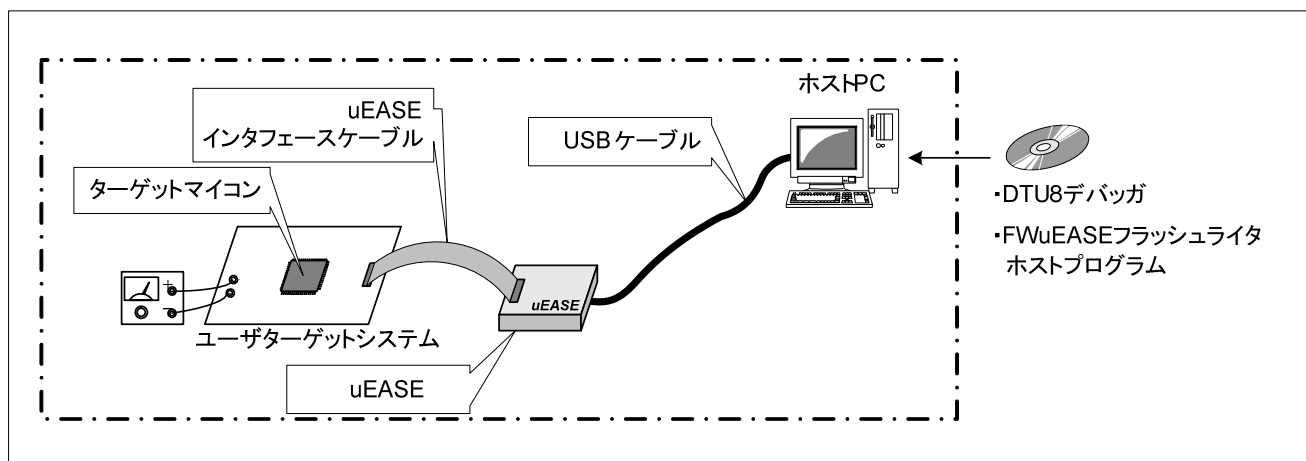 ホストPC
uEASE
インタフェースケーブル
USBケーブル
ターゲットマイコン
・DTU8デバッガ
・FWuEASEフラッシュライタ
ホストプログラム
+
-
uEASE
ユーザターゲットシステム
uEASE